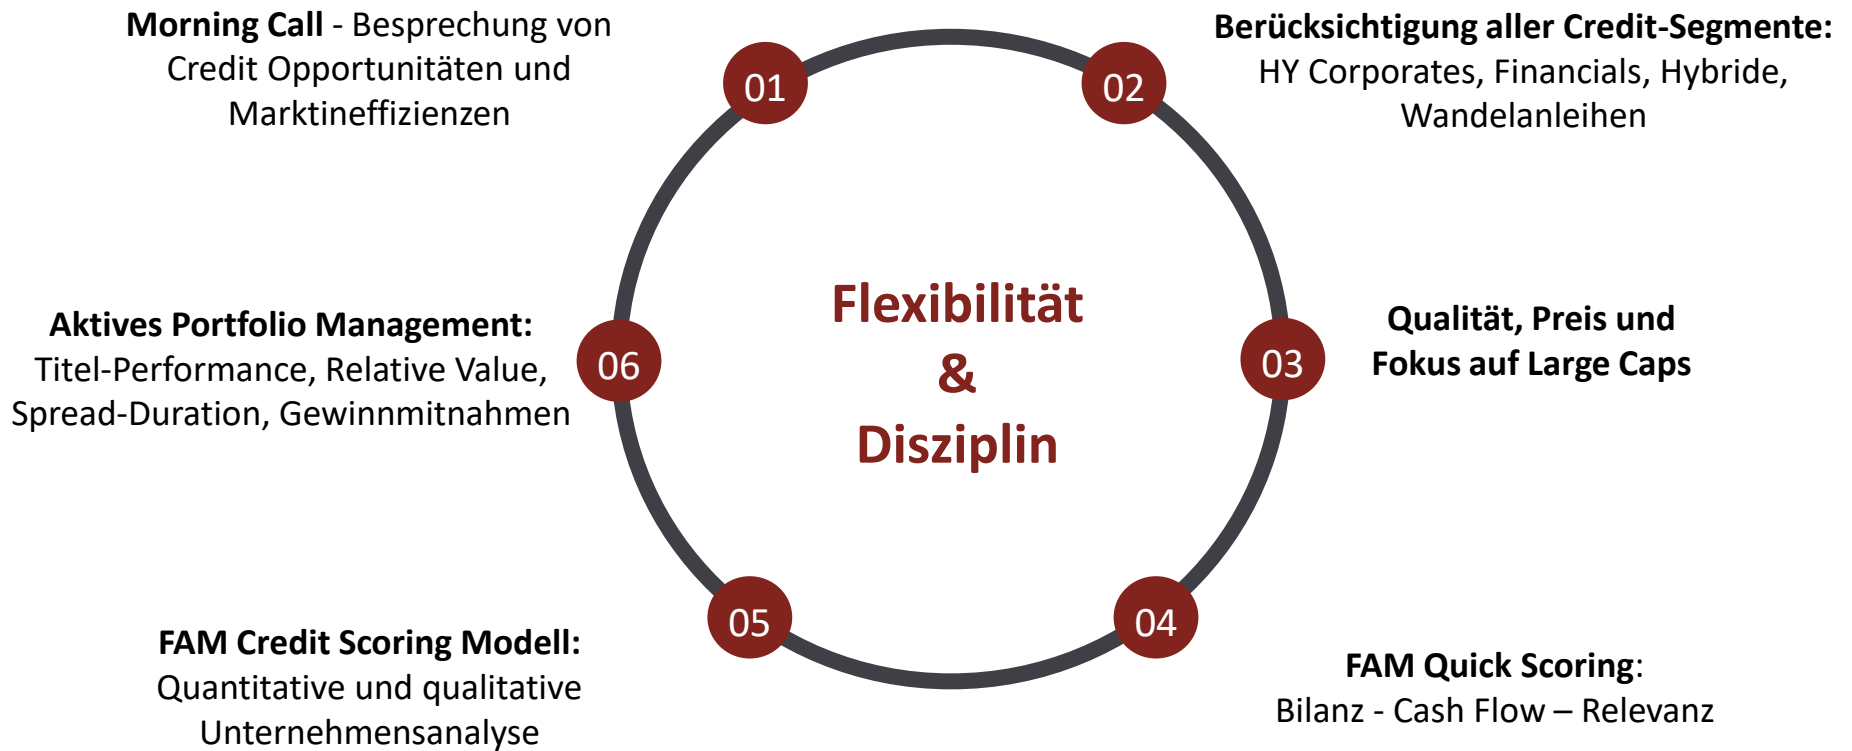 Morning Call - Besprechung von
Credit Opportunitäten und
Marktineffizienzen
01
02
Berücksichtigung aller Credit-Segmente:
HY Corporates, Financials, Hybride,
Wandelanleihen
03
Qualität, Preis und
Fokus auf Large Caps
04
FAM Quick Scoring:
Bilanz - Cash Flow – Relevanz
05
FAM Credit Scoring Modell:
Quantitative und qualitative
Unternehmensanalyse
06
Aktives Portfolio Management:
Titel-Performance, Relative Value,
Spread-Duration, Gewinnmitnahmen
Flexibilität
&
Disziplin